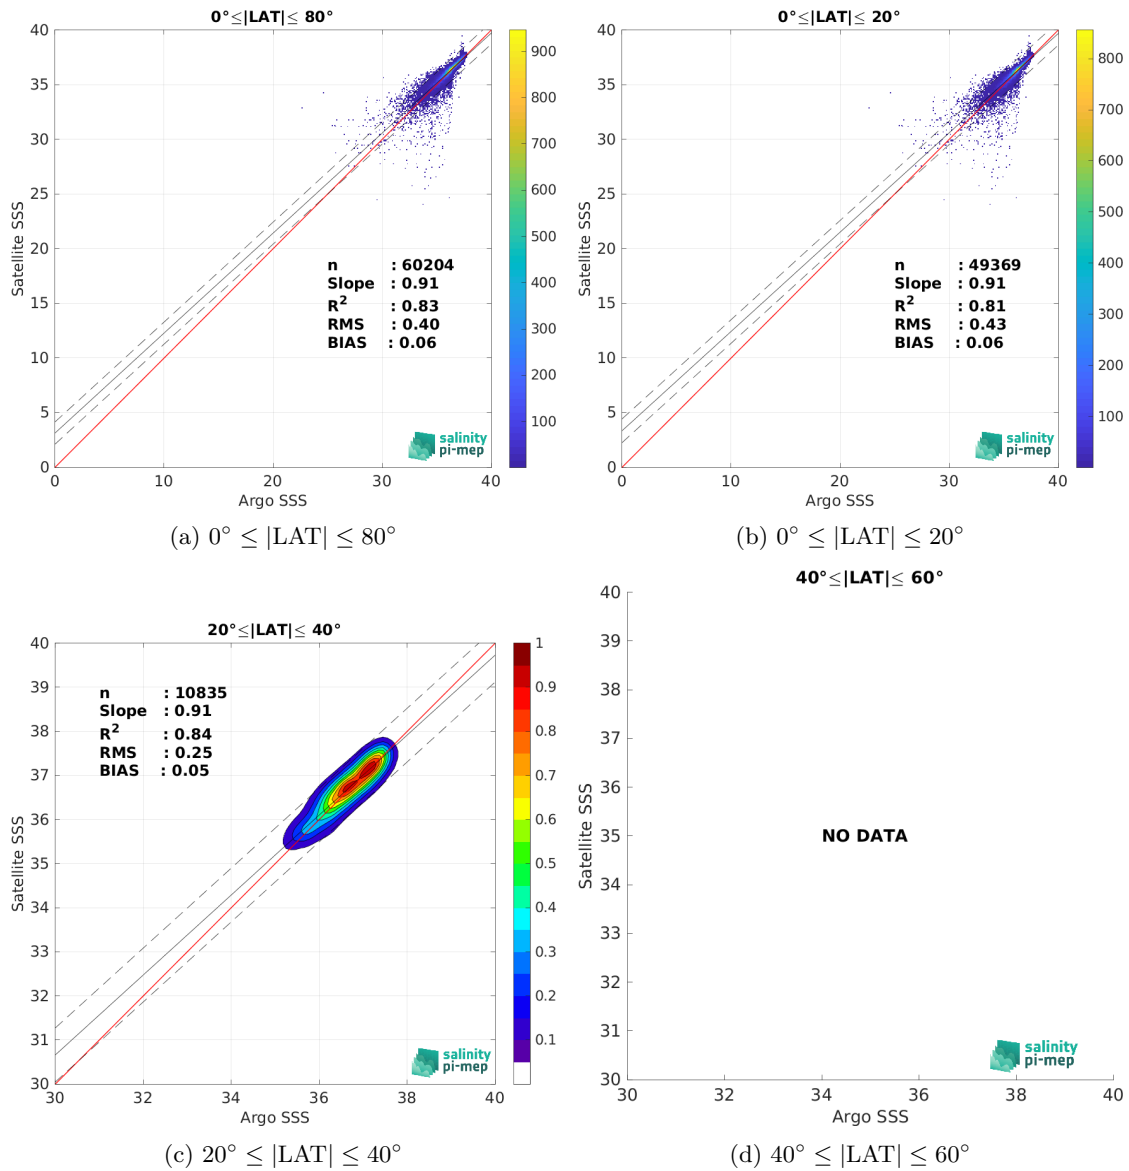 0°≤|LAT|≤ 80°
40
35
30
25
20
15
10
5
0
Satellite SSS
n : 60204
Slope : 0.91
R2 : 0.83
RMS : 0.40
BIAS : 0.06
salinity
pi-mep
0 10 20 30 40
Argo SSS
900
800
700
600
500
400
300
200
100
(a) 0° ≤ |LAT| ≤ 80°
0°≤|LAT|≤ 20°
40
35
30
25
20
15
10
5
0
Satellite SSS
n : 49369
Slope : 0.91
R2 : 0.81
RMS : 0.43
BIAS : 0.06
salinity
pi-mep
0 10 20 30 40
Argo SSS
800
700
600
500
400
300
200
100
(b) 0° ≤ |LAT| ≤ 20°
20°≤|LAT|≤ 40°
40
39
38
37
36
35
34
33
32
31
30
Satellite SSS
n : 10835
Slope : 0.91
R2 : 0.84
RMS : 0.25
BIAS : 0.05
salinity
pi-mep
30 32 34 36 38 40
Argo SSS
1
0.9
0.8
0.7
0.6
0.5
0.4
0.3
0.2
0.1
(c) 20° ≤ |LAT| ≤ 40°
40°≤|LAT|≤ 60°
40
39
38
37
36
35
34
33
32
31
30
Satellite SSS
NO DATA
salinity
pi-mep
30 32 34 36 38 40
Argo SSS
(d) 40° ≤ |LAT| ≤ 60°